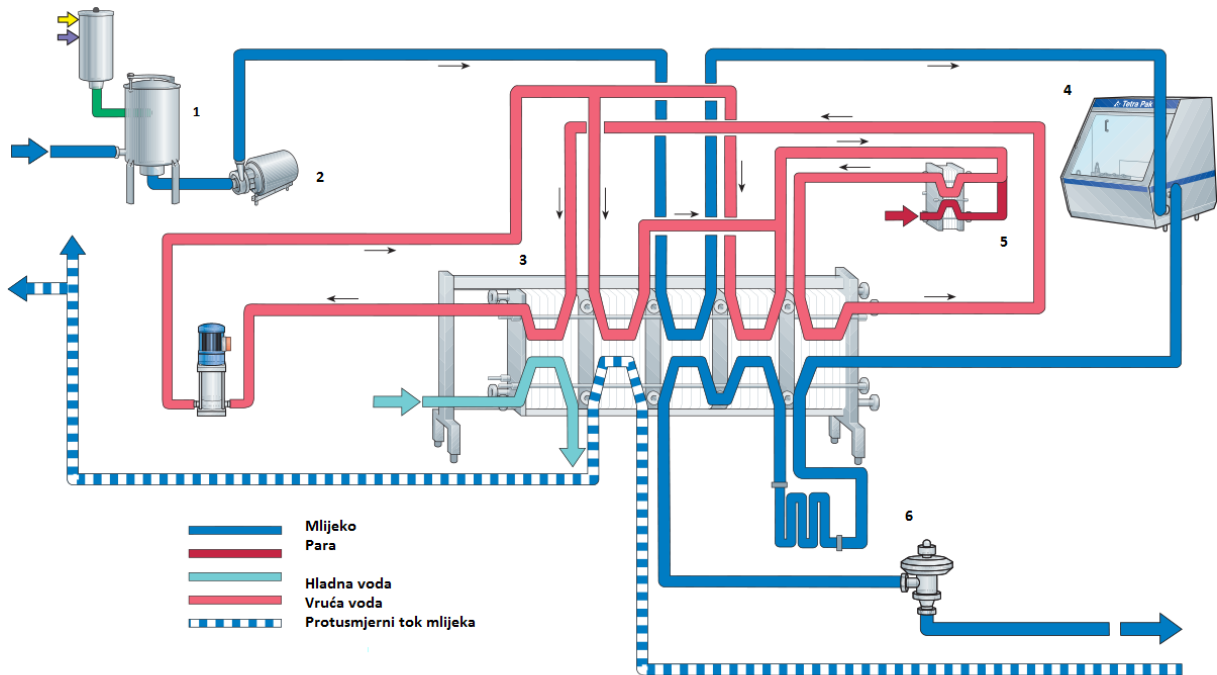 1
2
3
4
Tetra Pak
5
6
Mlijeko
Para
Hladna voda
Vruća voda
Protusmjerni tok mlijeka